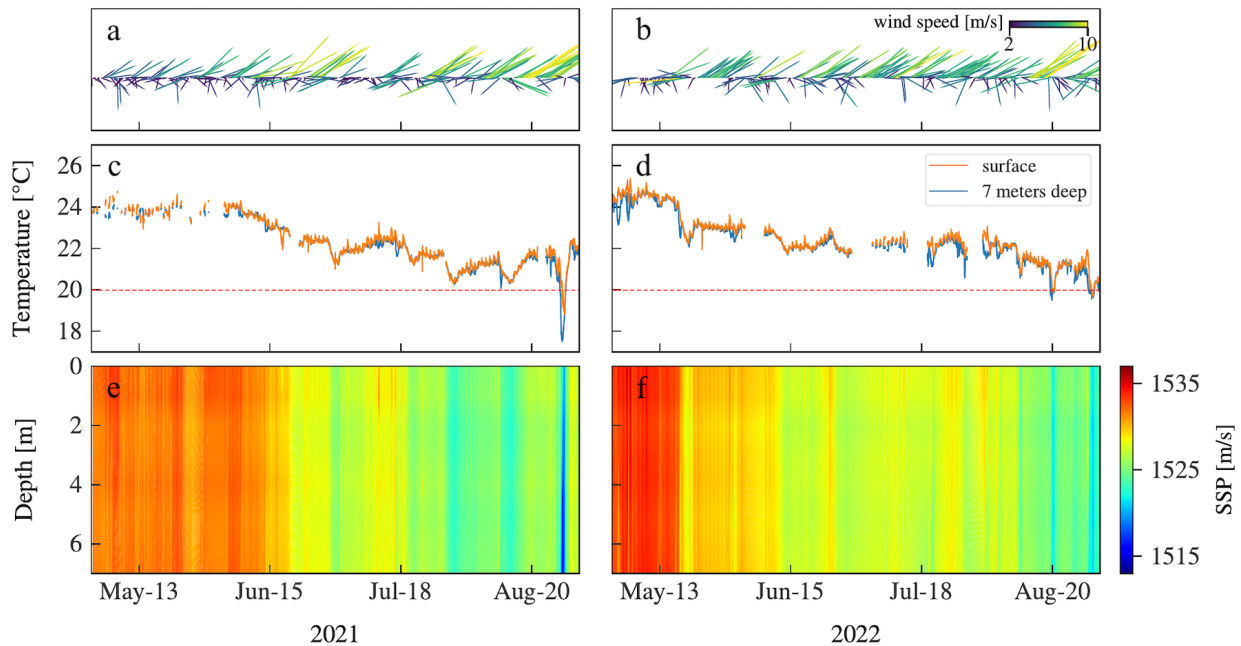 a
b
wind speed [m/s]
2
10
c
d
surface
7 meters deep
Temperature [°C]
26
24
22
20
18
e
f
Depth [m]
0
2
4
6
1535
1525
1515
SSP [m/s]
May-13
Jun-15
Jul-18
Aug-20
May-13
Jun-15
Jul-18
Aug-20
2021
2022